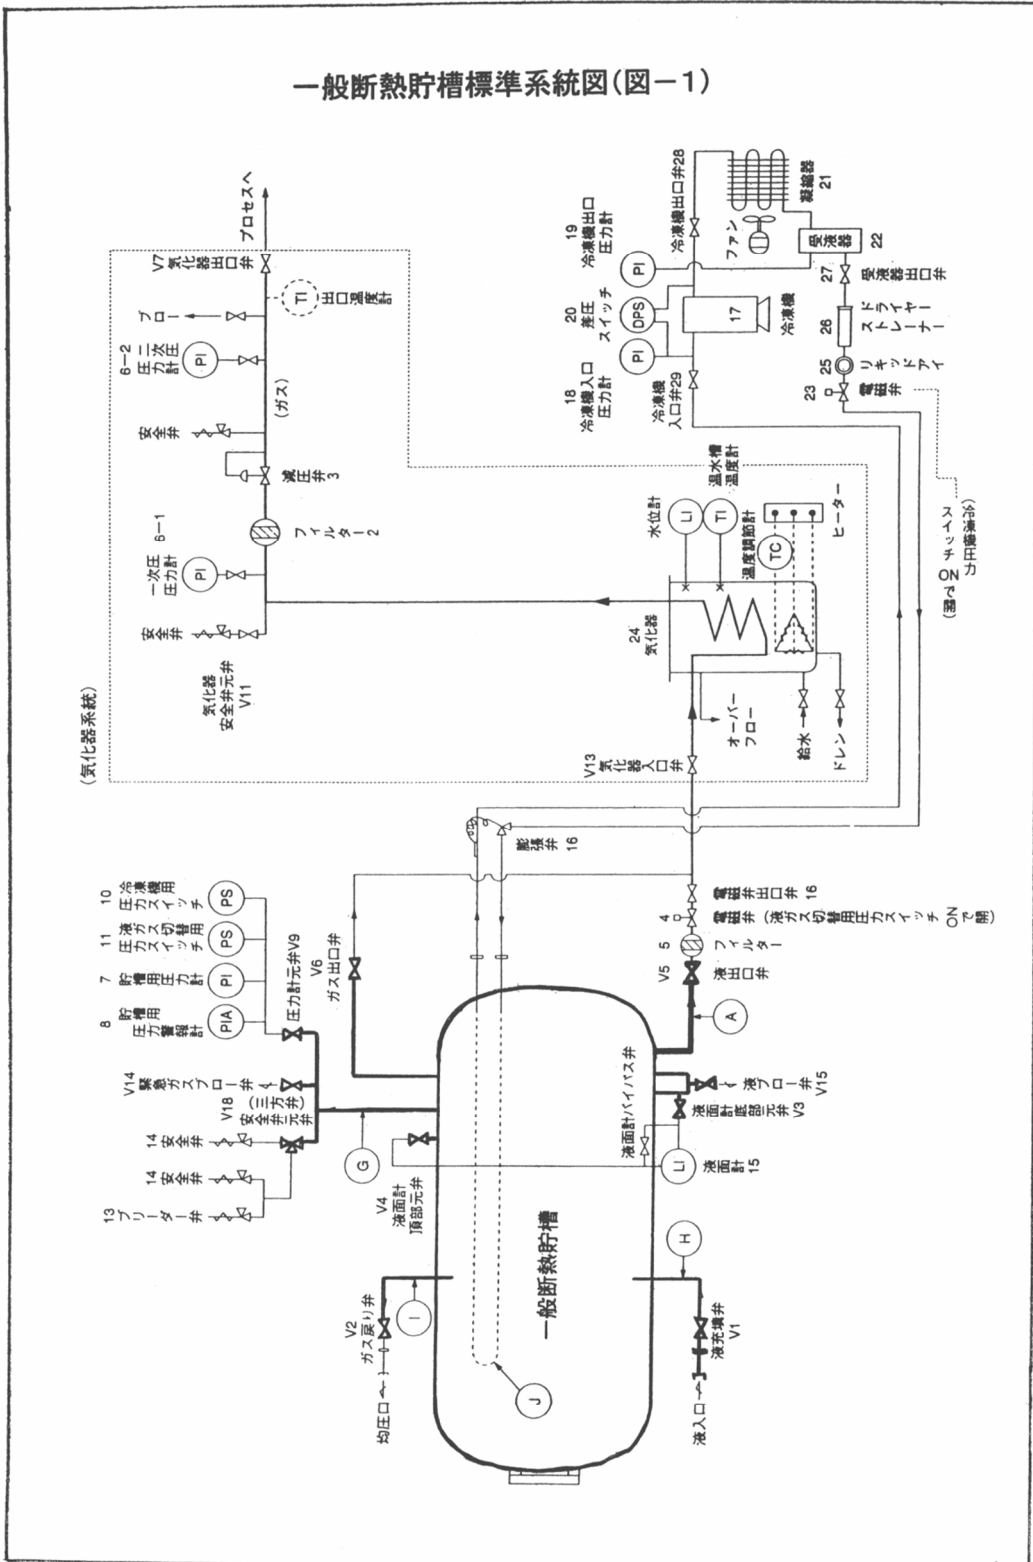 一般断熱貯槽標準系統図(図－1)
(気化器系統)
プロセスへ
V7 気化器出口弁
TI
出口温度計
ブロー
6－2 二次圧
圧力計
PI
(ガス)
安全弁
減圧弁 3
フィルター 2
6－1
一次圧
圧力計
PI
安全弁
気化器
安全弁元弁
V11
冷凍機出口弁28
凝縮器
21
ファン
受液器
22
27
受液器出口弁
19
冷凍機出口
圧力計
PI
20
差圧
スイッチ
DPS
17
冷凍機
PI
18
冷凍機入口
圧力計
冷凍機
入口弁29
26
ドライヤー
ストレーナー
25
リキッドアイ
23
電磁弁
(冷凍機圧力
スイッチ ON
で開)
水位計
LI
温水槽
温度計
TI
温度調節計
TC
ヒーター
24
気化器
オーバー
フロー
給水
ドレン
V13
気化器入口弁
膨張弁
16
10
冷凍機用
圧力スイッチ
PS
11
液ガス切替用
圧力スイッチ
PS
7
貯槽用圧力計
PI
8
貯槽用
圧力警報計
PIA
圧力計元弁V9
V14
緊急ガスブロー弁
V18
(三方弁)
安全弁元弁
14 安全弁
14 安全弁
13 ブリーダー弁
V6
ガス出口弁
G
V4
液面計
頂部元弁
V2
ガス戻り弁
I
均圧口
J
一般断熱貯槽
電磁弁出口弁 16
4
電磁弁 (液ガス切替用圧力スイッチ ONで開)
5
フィルター
V5
液出口弁
A
液ブロー弁
V15
液面計底部元弁
V3
液面計バイパス弁
LI
液面計
15
H
液充填弁
V1
液入口